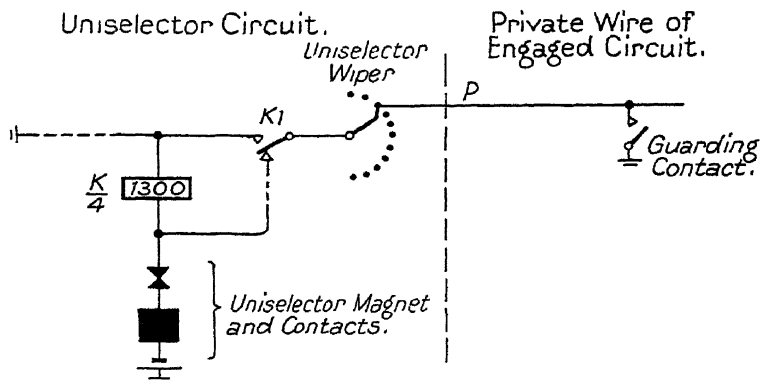 Uniselector Circuit.
Private Wire of
Engaged Circuit.
Uniselector
Wiper
P
K1
K
4
1300
Guarding
Contact.
Uniselector Magnet
and Contacts.